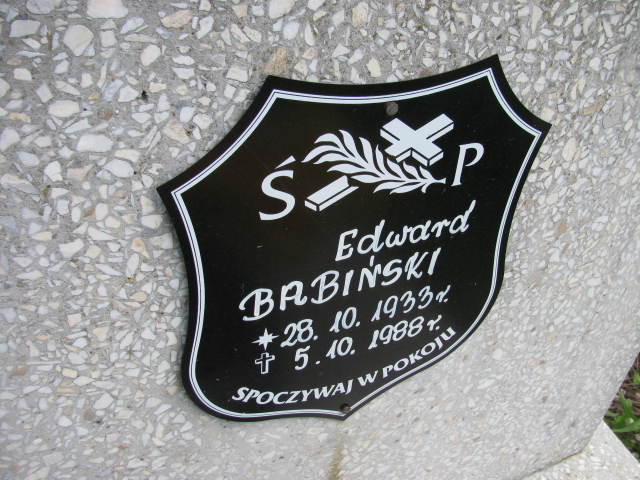 Ś P
Edward
BABIŃSKI
28. 10. 1933 r.
5. 10. 1988 r.
SPOCZYWAJ W POKOJU